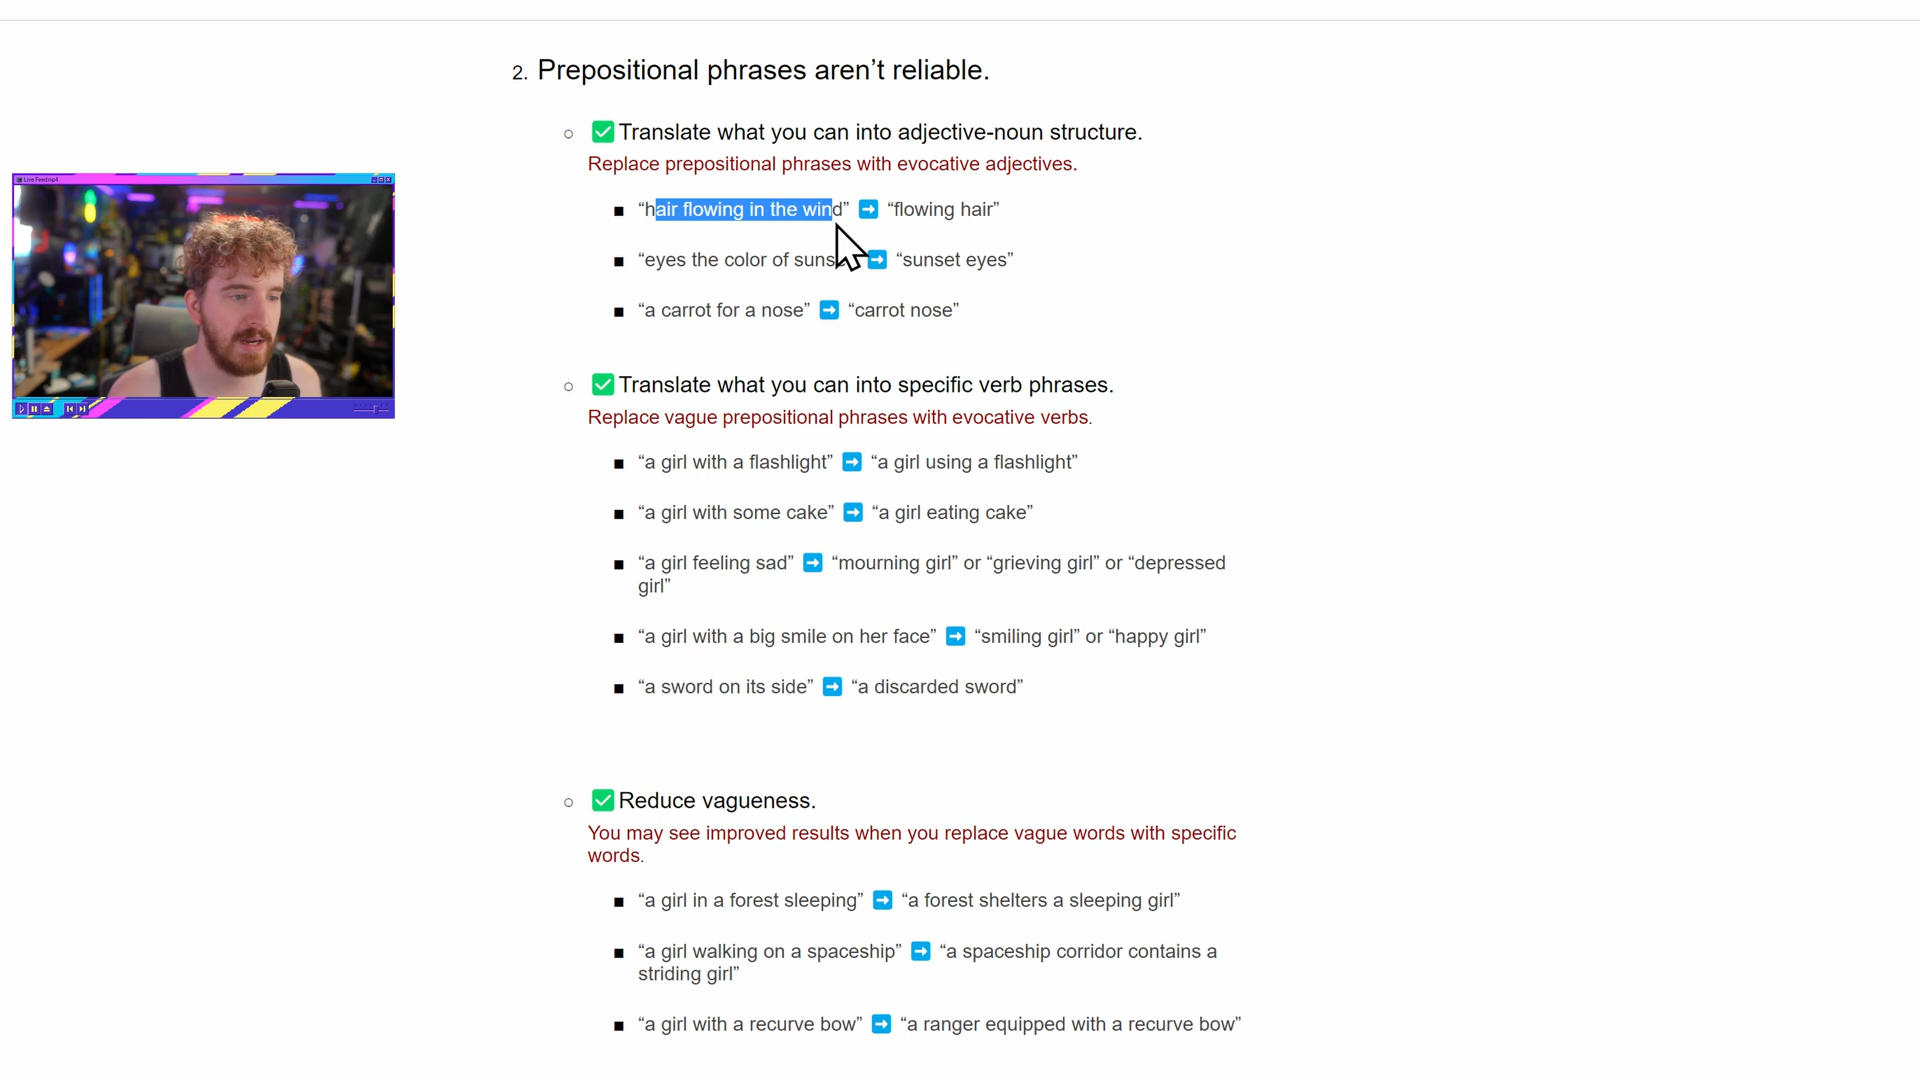 Live Feed.mp4
2. Prepositional phrases aren’t reliable.
Translate what you can into adjective-noun structure.
Replace prepositional phrases with evocative adjectives.
“hair flowing in the wind” ➡ “flowing hair”
“eyes the color of suns ➡ “sunset eyes”
“a carrot for a nose” ➡ “carrot nose”
Translate what you can into specific verb phrases.
Replace vague prepositional phrases with evocative verbs.
“a girl with a flashlight” ➡ “a girl using a flashlight”
“a girl with some cake” ➡ “a girl eating cake”
“a girl feeling sad” ➡ “mourning girl” or “grieving girl” or “depressed
girl”
“a girl with a big smile on her face” ➡ “smiling girl” or “happy girl”
“a sword on its side” ➡ “a discarded sword”
Reduce vagueness.
You may see improved results when you replace vague words with specific
words.
“a girl in a forest sleeping” ➡ “a forest shelters a sleeping girl”
“a girl walking on a spaceship” ➡ “a spaceship corridor contains a
striding girl”
“a girl with a recurve bow” ➡ “a ranger equipped with a recurve bow”